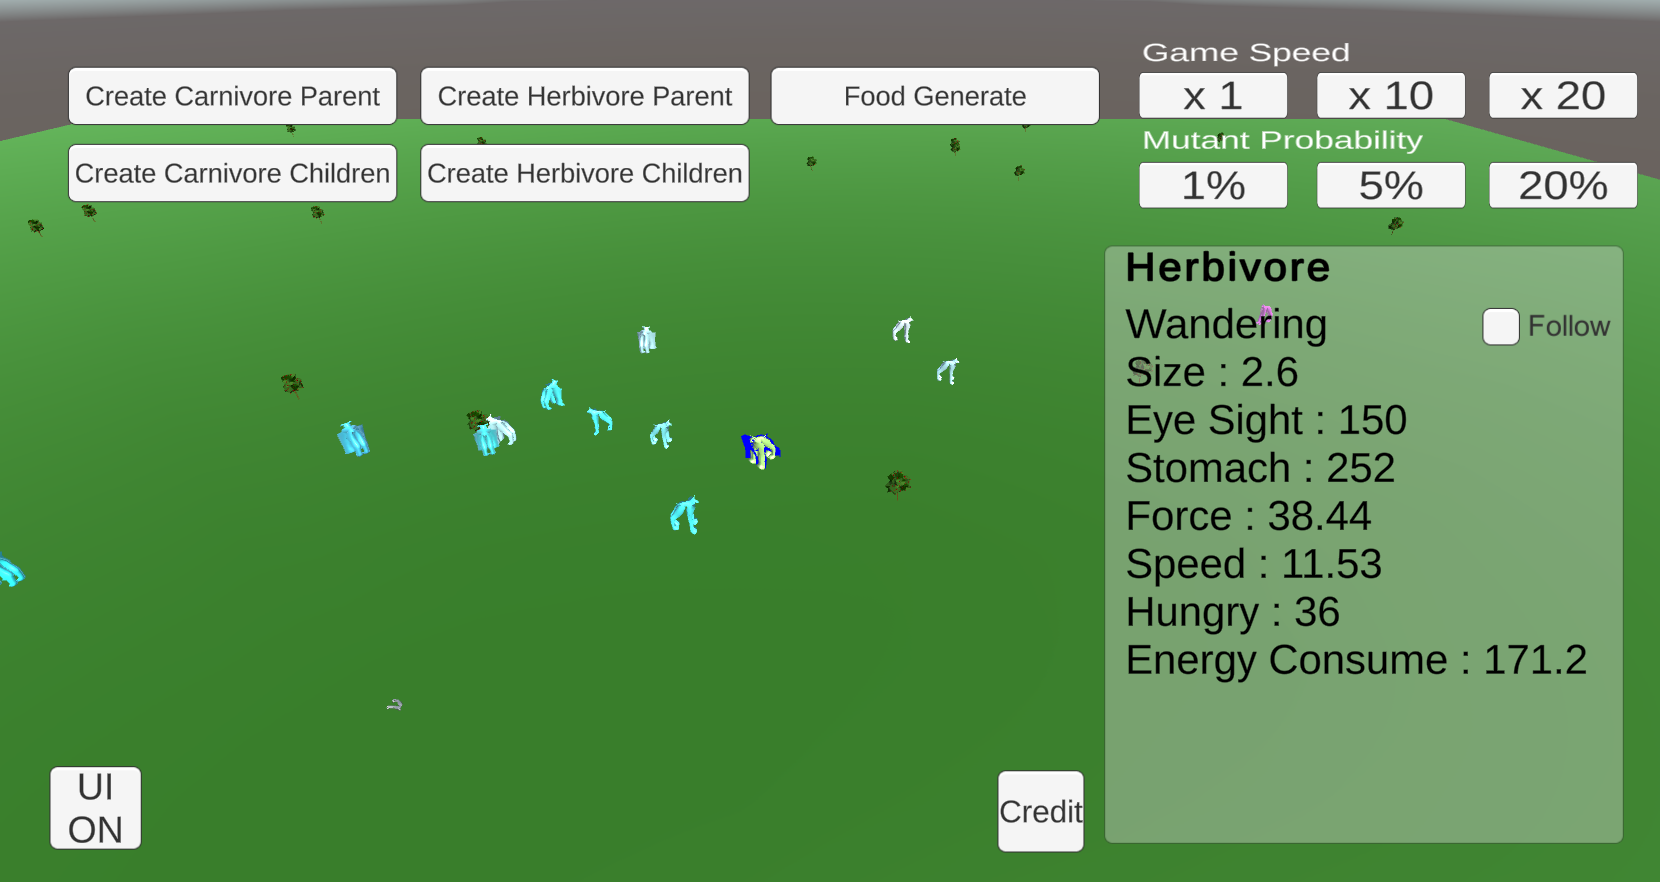 Game Speed
Create Carnivore Parent
Create Herbivore Parent
Food Generate
x 1
x 10
x 20
Mutant Probability
Create Carnivore Children
Create Herbivore Children
1%
5%
20%
Herbivore
Wandering
Follow
Size : 2.6
Eye Sight : 150
Stomach : 252
Force : 38.44
Speed : 11.53
Hungry : 36
Energy Consume : 171.2
UI
ON
Credit